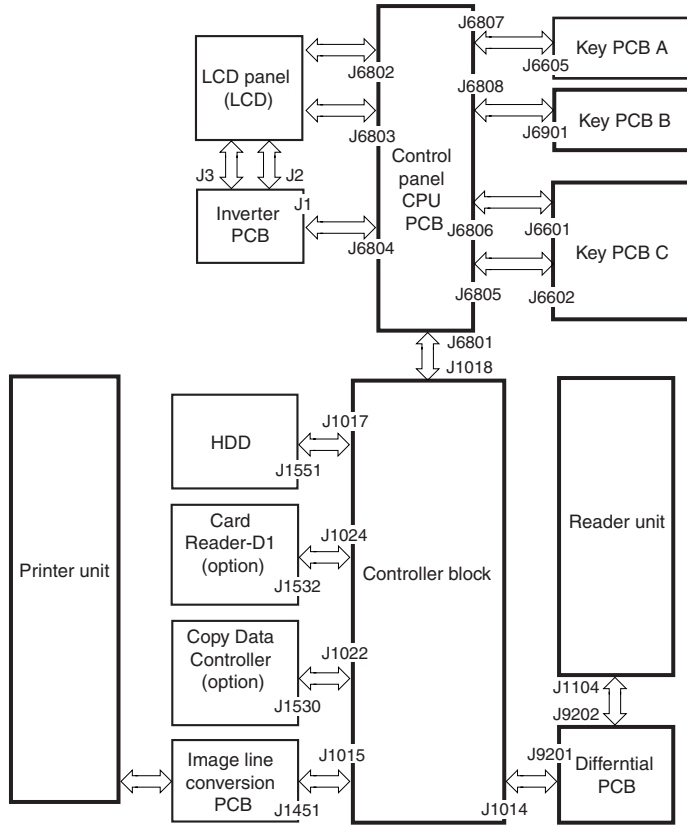 J6807
LCD panel
(LCD)
J6802
J6605
Key PCB A
J6808
J6803
J6901
Key PCB B
J3
J2
J1
Inverter
PCB
J6804
Control
panel
CPU
PCB
J6806
J6601
Key PCB C
J6805
J6602
J6801
J1018
Printer unit
HDD
J1017
J1551
Card
Reader-D1
(option)
J1024
J1532
Controller block
Reader unit
Copy Data
Controller
(option)
J1022
J1530
J1104
J9202
Image line
conversion
PCB
J1015
J1451
J9201
J1014
Differntial
PCB